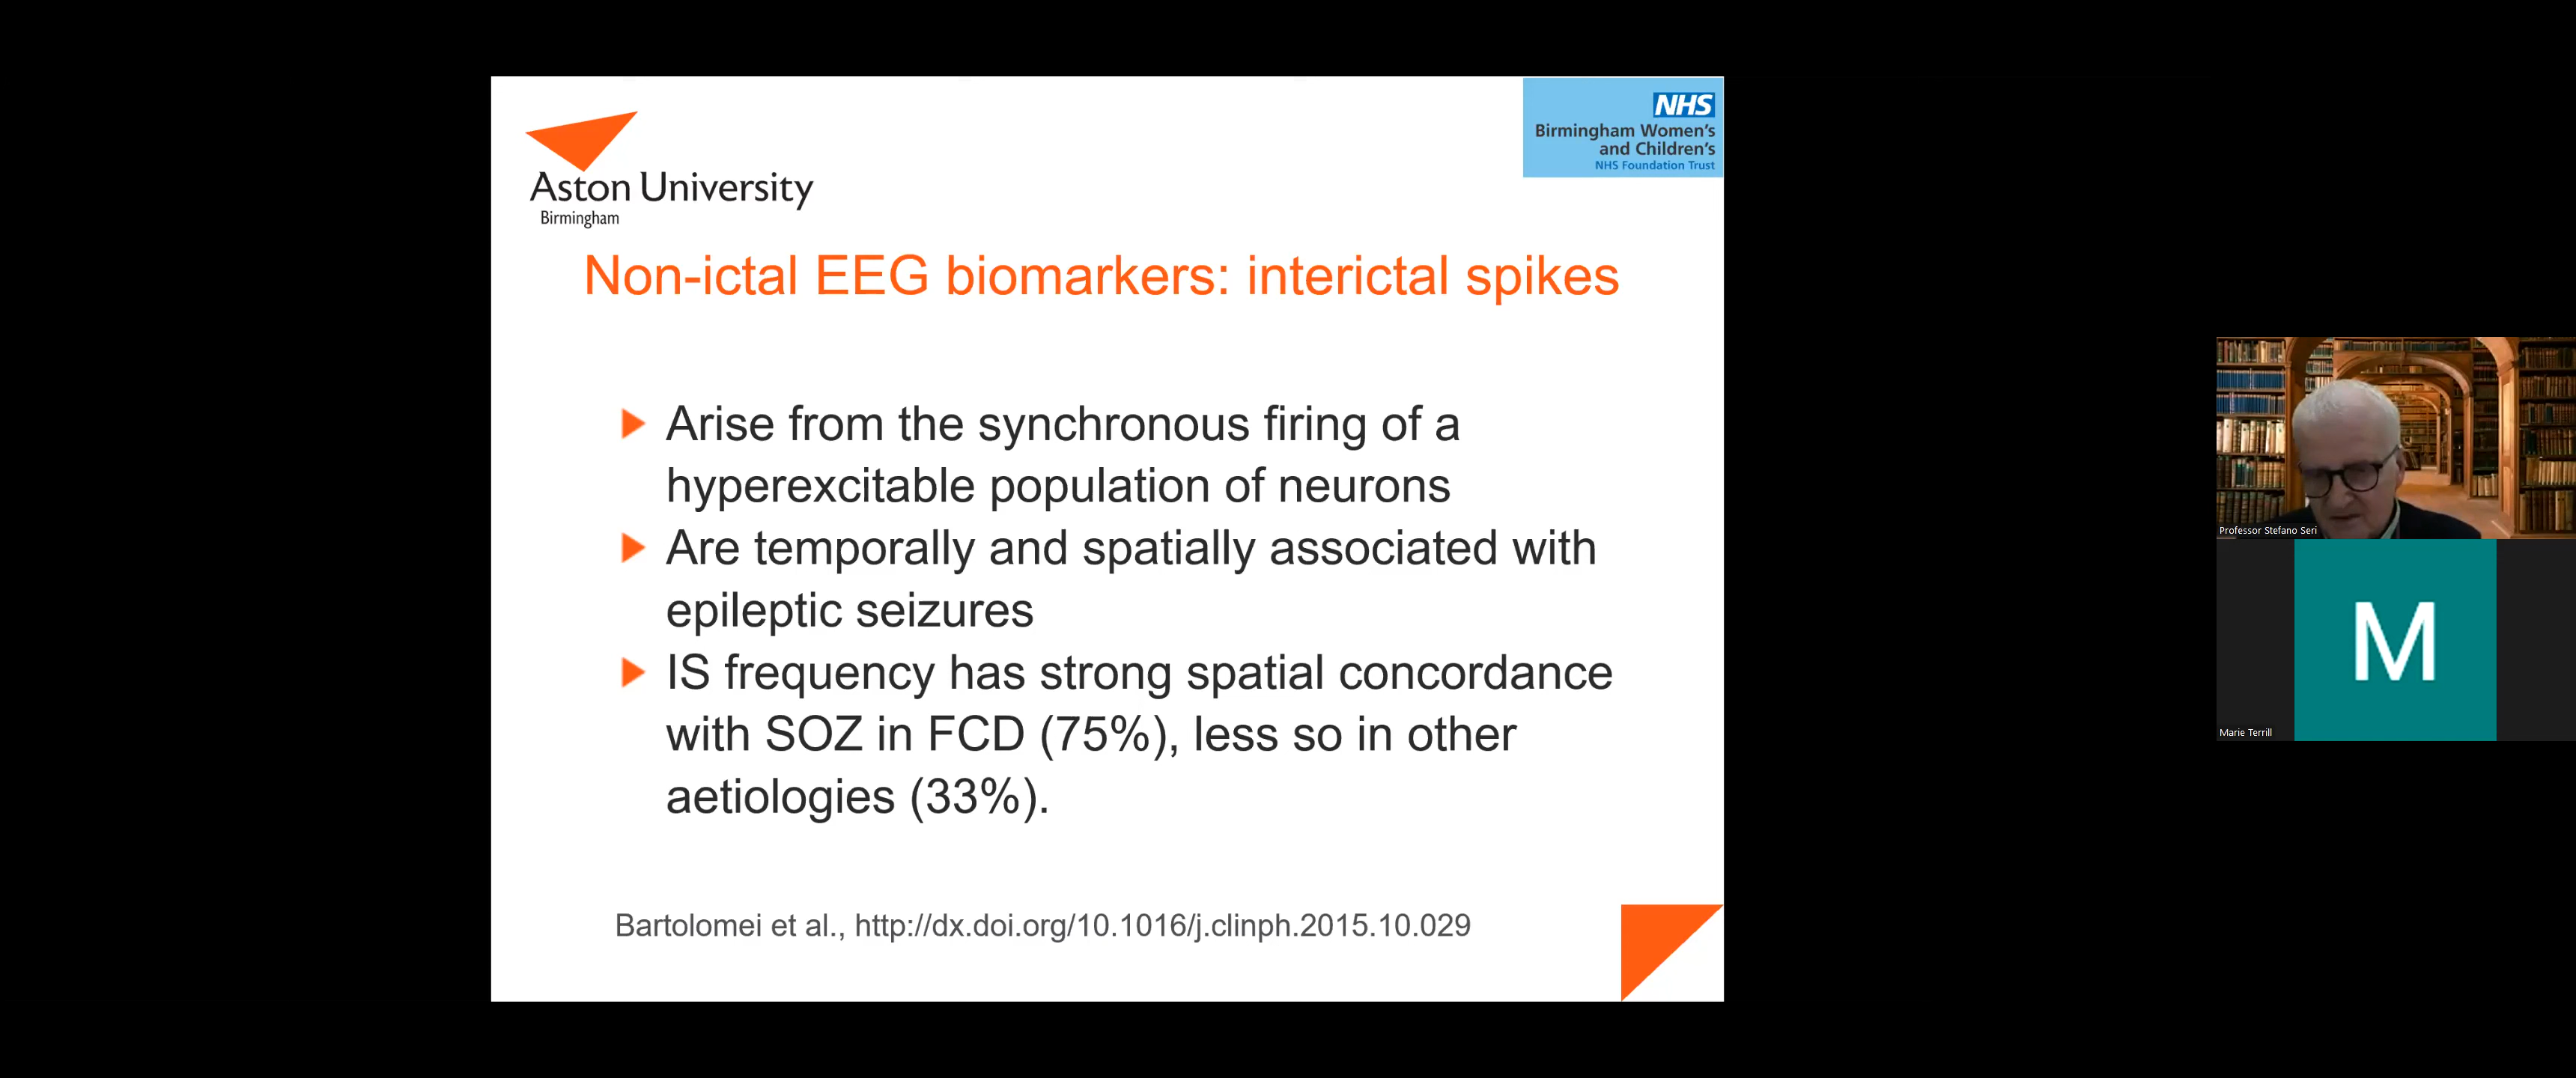 Aston University
Birmingham
NHS
Birmingham Women's
and Children's
NHS Foundation Trust
Non-ictal EEG biomarkers: interictal spikes
Arise from the synchronous firing of a
hyperexcitable population of neurons
Are temporally and spatially associated with
epileptic seizures
IS frequency has strong spatial concordance
with SOZ in FCD (75%), less so in other
aetiologies (33%).
Bartolomei et al., http://dx.doi.org/10.1016/j.clinph.2015.10.029
Professor Stefano Seri
M
Marie Terrill